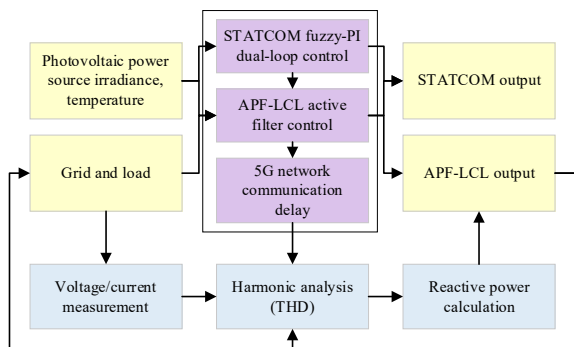 Photovoltaic power
source irradiance,
temperature
STATCOM fuzzy-PI
dual-loop control
STATCOM output
APF-LCL active
filter control
Grid and load
5G network
communication
delay
APF-LCL output
Voltage/current
measurement
Harmonic analysis
(THD)
Reactive power
calculation